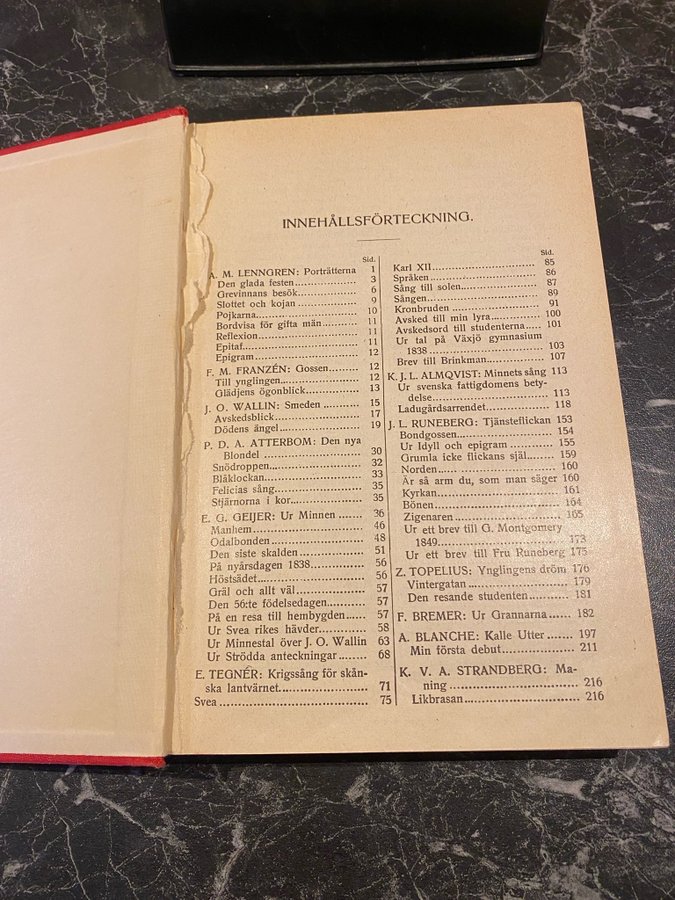 INNEHÅLLSFÖRTECKNING.
Sid.
A. M. LENNGREN: Porträtterna 1
Den glada festen 3
Grevinnans besök 6
Slottet och kojan 9
Pojkarna 10
Bordvisa för gifta män 11
Reflexion 11
Epitaf 11
Epigram 12
F. M. FRANZÉN: Gossen 12
Till ynglingen 12
Glädjens ögonblick 13
J. O. WALLIN: Smeden 15
Avskedsblick 17
Dödens ängel 19
P. D. A. ATTERBOM: Den nya
Blondel 30
Snödroppen 32
Blåklockan 33
Felicias sång 35
Stjärnorna i kor 35
E. G. GEIJER: Ur Minnen 36
Manhem 46
Odalbonden 48
Den siste skalden 51
På nyårsdagen 1838 56
Höstsädet 56
Gräl och allt väl 57
Den 56:te födelsedagen 57
På en resa till hembygden 57
Ur Svea rikes hävder 58
Ur Minnestal över J. O. Wallin 63
Ur Strödda anteckningar 68
E. TEGNÉR: Krigssång för skån-
ska lantvärnet 71
Svea 75
Sid.
Karl XII 85
Språken 86
Sång till solen 87
Sången 89
Kronbruden 91
Avsked till min lyra 100
Avskedsord till studenterna 101
Ur tal på Växjö gymnasium
1838 103
Brev till Brinkman 107
K. J. L. ALMQVIST: Minnets sång 113
Ur svenska fattigdomens bety-
delse 113
Ladugårdsarrendet 118
J. L. RUNEBERG: Tjänsteflickan 153
Bondgossen 154
Ur Idyll och epigram 155
Grumla icke flickans själ 159
Norden 160
Är så arm du, som man säger 160
Kyrkan 161
Bönen 164
Zigenaren 165
Ur ett brev till G. Montgomery
1849 173
Ur ett brev till Fru Runeberg 175
Z. TOPELIUS: Ynglingens dröm 176
Vintergatan 179
Den resande studenten 181
F. BREMER: Ur Grannarna 182
A. BLANCHE: Kalle Utter 197
Min första debut 211
K. V. A. STRANDBERG: Ma-
ning 216
Likbrasan 216